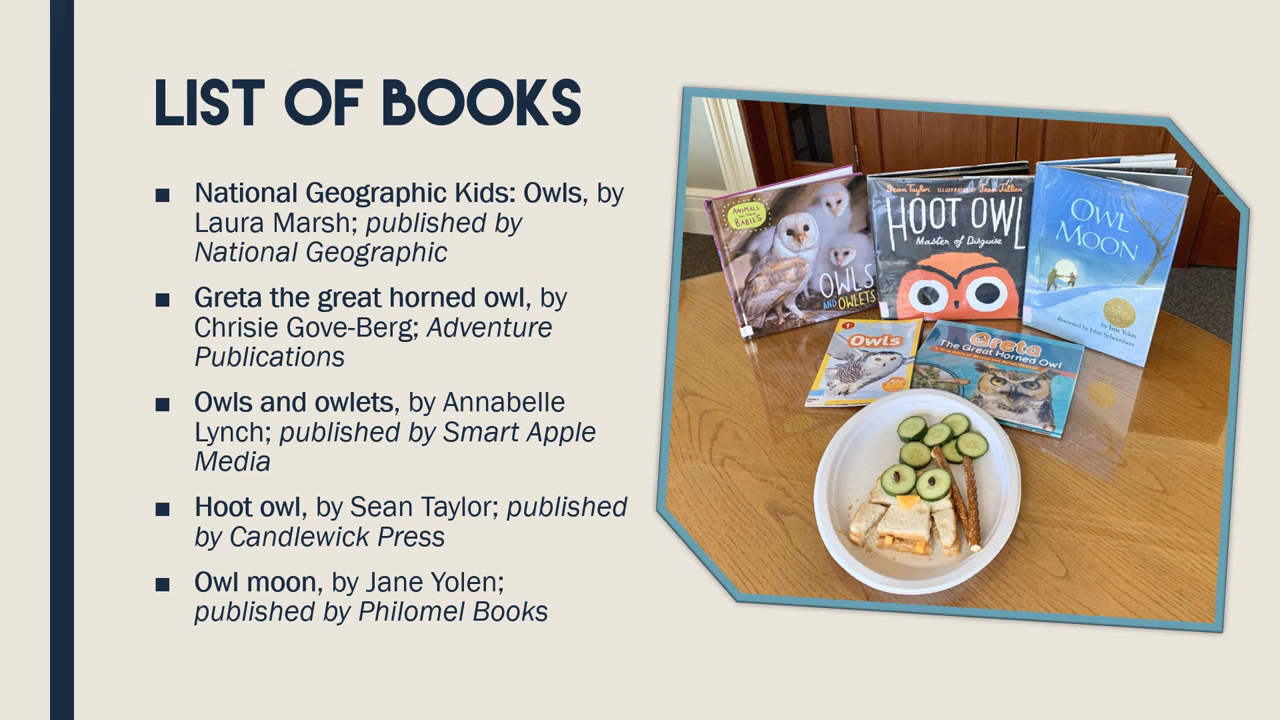 LIST OF BOOKS
▪ National Geographic Kids: Owls, by
Laura Marsh; published by
National Geographic
▪ Greta the great horned owl, by
Chrisie Gove-Berg; Adventure
Publications
▪ Owls and owlets, by Annabelle
Lynch; published by Smart Apple
Media
▪ Hoot owl, by Sean Taylor; published
by Candlewick Press
▪ Owl moon, by Jane Yolen;
published by Philomel Books
ANIMALS
BABIES
OWLS
AND OWLETS
Sean Taylor ILLUSTRATED BY Jean Jullien
HOOT OWL
Master of Disguise
OWL
MOON
by Jane Yolen
illustrated by John Schoenherr
1
Owls
Greta
The Great Horned Owl